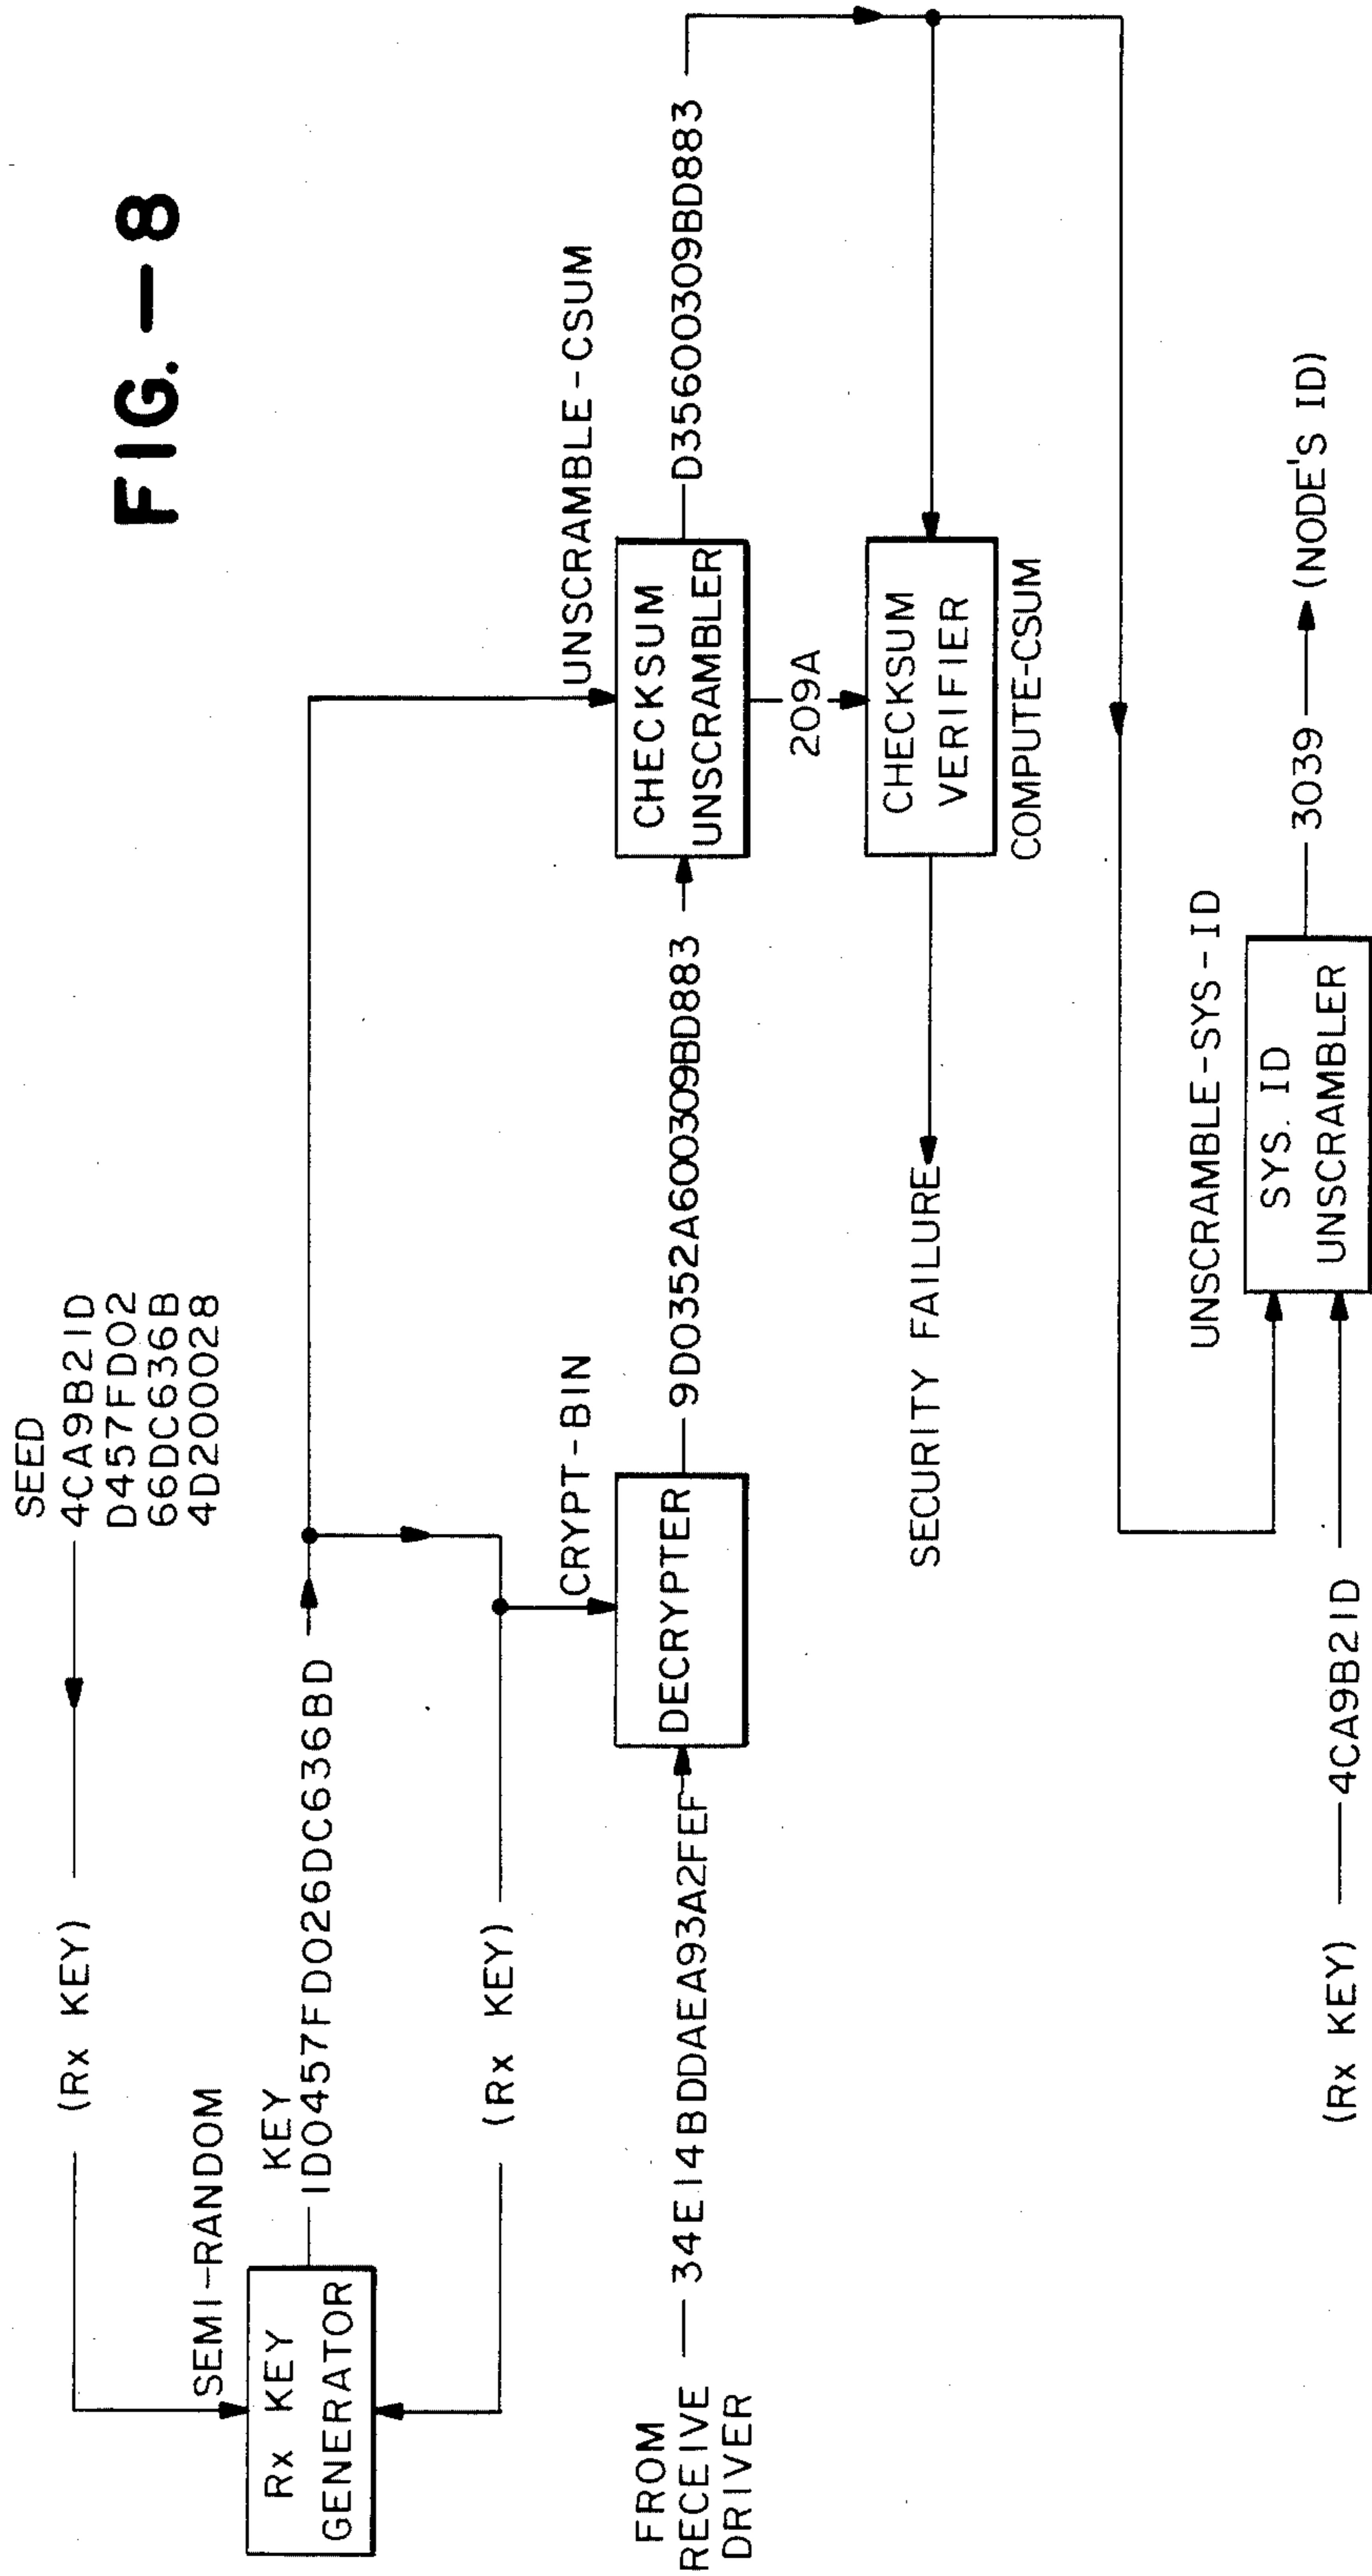 FIG. — 8
SEED
4CA9B21D
D457FD02
66DC636B
4D200028
(Rx KEY)
SEMI-RANDOM
Rx KEY
GENERATOR
KEY
1D0457FD026DC636BD
(Rx KEY)
CRYPT-BIN
UNSCRAMBLE-CSUM
FROM
RECEIVE
DRIVER
34E14BDDAEA93A2FEF
DECRYPTER
9D0352A600309BD883
CHECKSUM
UNSCRAMBLER
D35600309BD883
209A
CHECKSUM
VERIFIER
COMPUTE-CSUM
SECURITY FAILURE
UNSCRAMBLE-SYS-ID
(Rx KEY)
4CA9B21D
SYS. ID
UNSCRAMBLER
3039
(NODE'S ID)